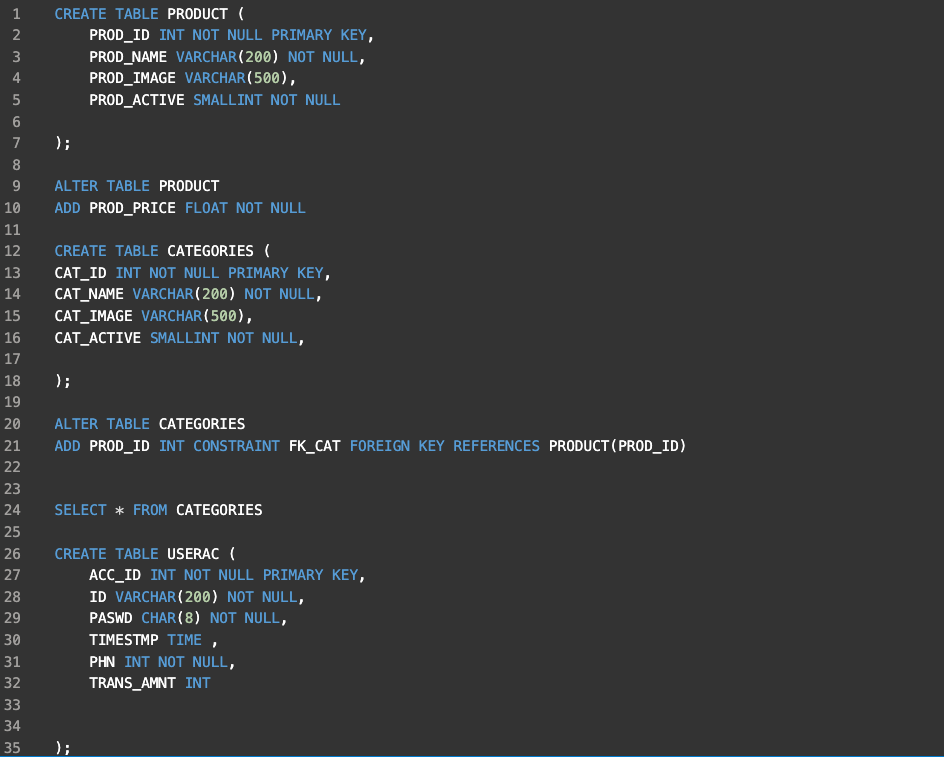 1 CREATE TABLE PRODUCT (
2 PROD_ID INT NOT NULL PRIMARY KEY,
3 PROD_NAME VARCHAR(200) NOT NULL,
4 PROD_IMAGE VARCHAR(500),
5 PROD_ACTIVE SMALLINT NOT NULL
6
7 );
8
9 ALTER TABLE PRODUCT
10 ADD PROD_PRICE FLOAT NOT NULL
11
12 CREATE TABLE CATEGORIES (
13 CAT_ID INT NOT NULL PRIMARY KEY,
14 CAT_NAME VARCHAR(200) NOT NULL,
15 CAT_IMAGE VARCHAR(500),
16 CAT_ACTIVE SMALLINT NOT NULL,
17
18 );
19
20 ALTER TABLE CATEGORIES
21 ADD PROD_ID INT CONSTRAINT FK_CAT FOREIGN KEY REFERENCES PRODUCT(PROD_ID)
22
23
24 SELECT * FROM CATEGORIES
25
26 CREATE TABLE USERAC (
27 ACC_ID INT NOT NULL PRIMARY KEY,
28 ID VARCHAR(200) NOT NULL,
29 PASWD CHAR(8) NOT NULL,
30 TIMESTMP TIME ,
31 PHN INT NOT NULL,
32 TRANS_AMNT INT
33
34
35 );